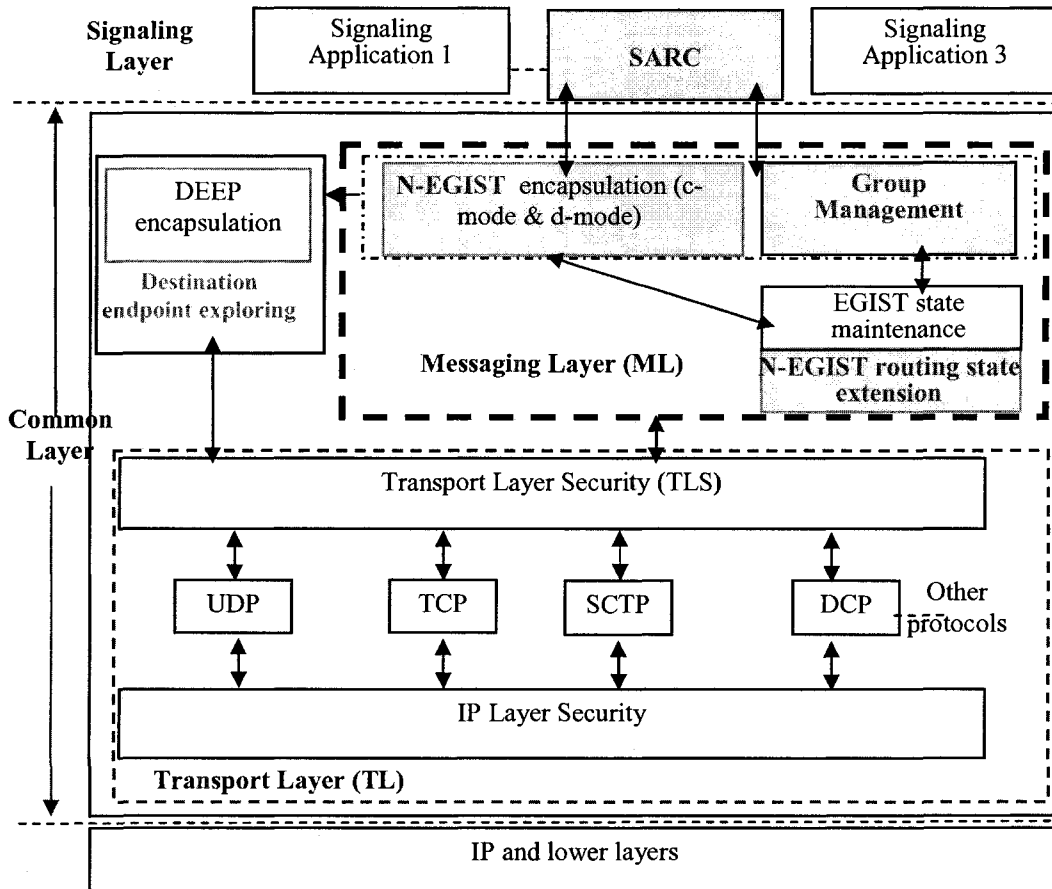 Signaling
Layer
Signaling
Application 1
SARC
Signaling
Application 3
DEEP
encapsulation
Destination
endpoint exploring
N-EGIST encapsulation (c-
mode & d-mode)
Group
Management
EGIST state
maintenance
N-EGIST routing state
extension
Messaging Layer (ML)
Common
Layer
Transport Layer Security (TLS)
UDP
TCP
SCTP
DCP
Other
protocols
IP Layer Security
Transport Layer (TL)
IP and lower layers